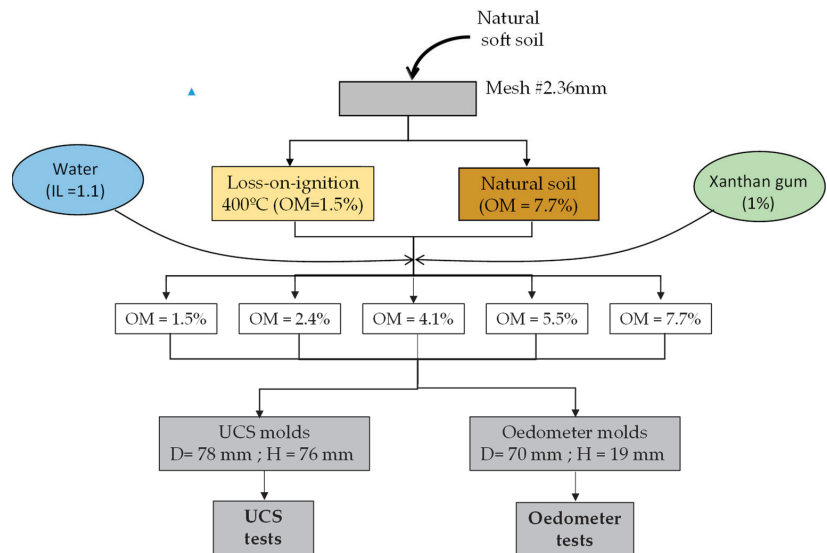 Natural
soft soil
Mesh #2.36mm
Water
(IL =1.1)
Loss-on-ignition
400ºC (OM=1.5%)
Natural soil
(OM = 7.7%)
Xanthan gum
(1%)
OM = 1.5%
OM = 2.4%
OM = 4.1%
OM = 5.5%
OM = 7.7%
UCS molds
D= 78 mm ; H = 76 mm
Oedometer molds
D= 70 mm ; H = 19 mm
UCS
tests
Oedometer
tests